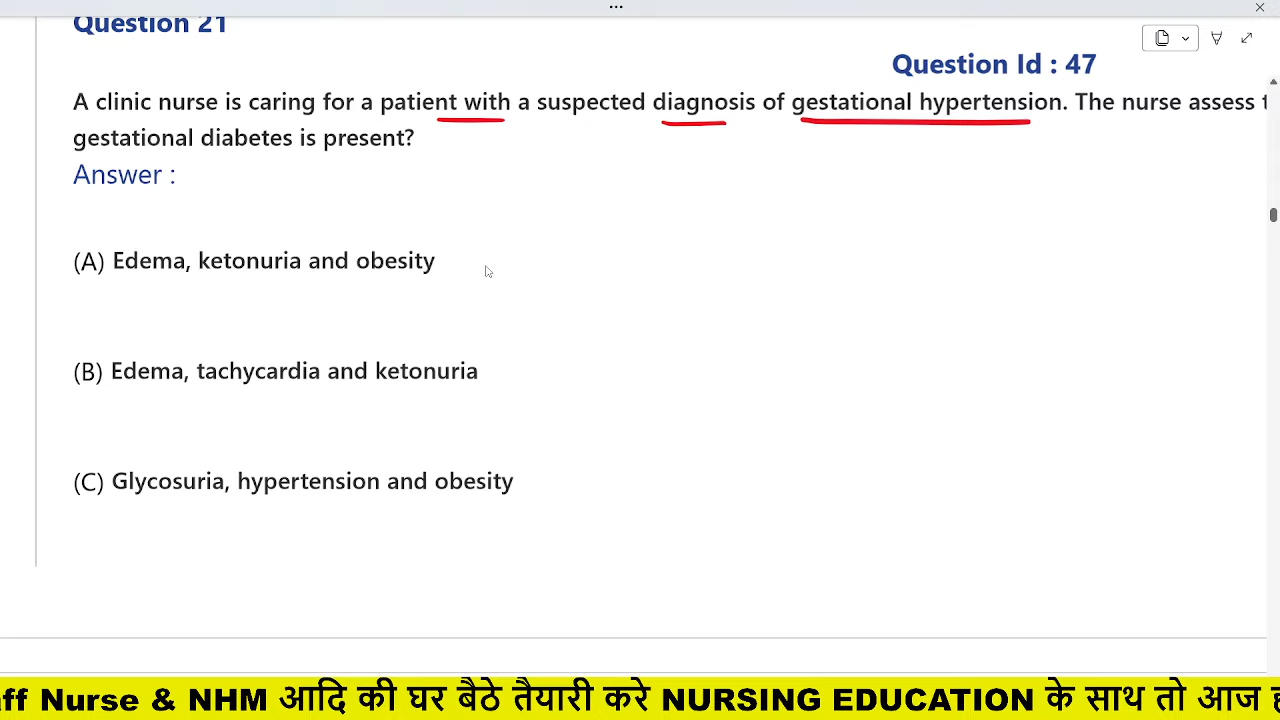 Question 21
Question Id : 47
A clinic nurse is caring for a patient with a suspected diagnosis of gestational hypertension. The nurse assess
gestational diabetes is present?
Answer :
(A) Edema, ketonuria and obesity
(B) Edema, tachycardia and ketonuria
(C) Glycosuria, hypertension and obesity
Nurse & NHM आदि की घर बैठे तैयारी करे NURSING EDUCATION के साथ तो आज